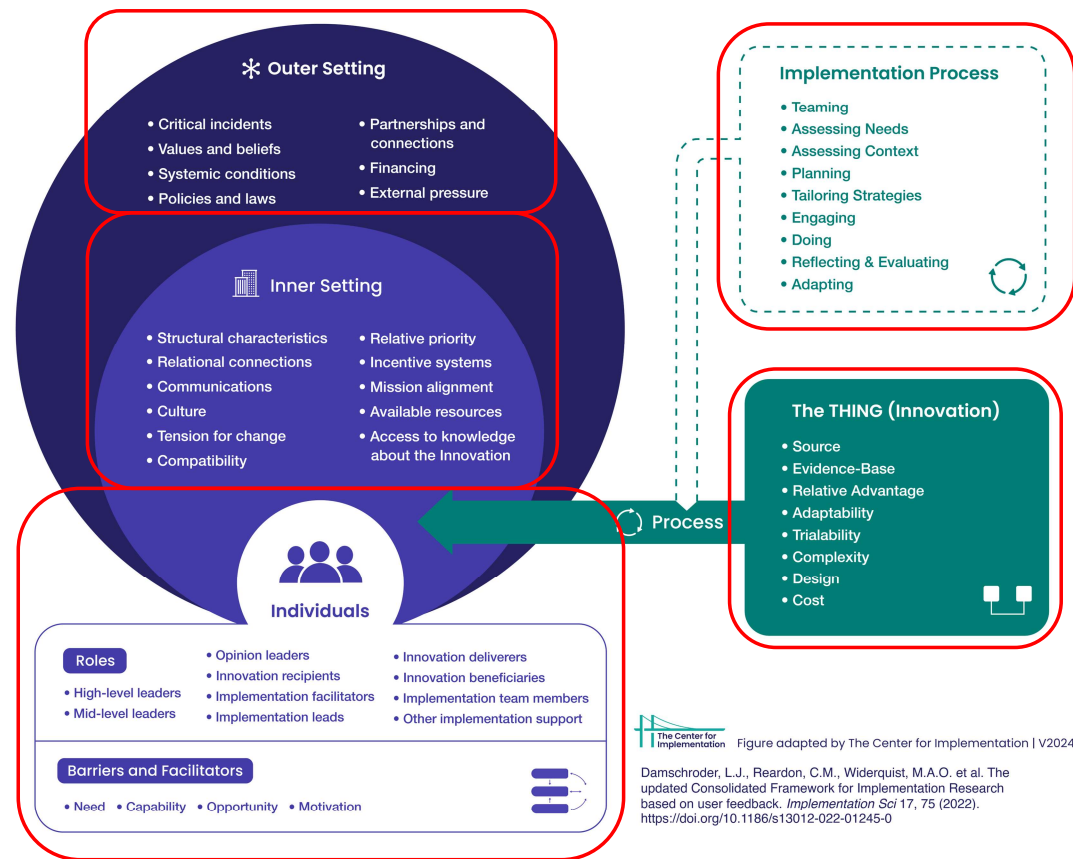 Outer Setting
• Critical incidents
• Values and beliefs
• Systemic conditions
• Policies and laws
• Partnerships and
connections
• Financing
• External pressure
Inner Setting
• Structural characteristics
• Relational connections
• Communications
• Culture
• Tension for change
• Compatibility
• Relative priority
• Incentive systems
• Mission alignment
• Available resources
• Access to knowledge
about the Innovation
Individuals
Roles
• High-level leaders
• Mid-level leaders
• Opinion leaders
• Innovation recipients
• Implementation facilitators
• Implementation leads
• Innovation deliverers
• Innovation beneficiaries
• Implementation team members
• Other implementation support
Barriers and Facilitators
• Need • Capability • Opportunity • Motivation
Implementation Process
• Teaming
• Assessing Needs
• Assessing Context
• Planning
• Tailoring Strategies
• Engaging
• Doing
• Reflecting & Evaluating
• Adapting
Process
The THING (Innovation)
• Source
• Evidence-Base
• Relative Advantage
• Adaptability
• Trialability
• Complexity
• Design
• Cost
The Center for
Implementation
Figure adapted by The Center for Implementation | V2024
Damschroder, L.J., Reardon, C.M., Widerquist, M.A.O. et al. The
updated Consolidated Framework for Implementation Research
based on user feedback. Implementation Sci 17, 75 (2022).
https://doi.org/10.1186/s13012-022-01245-0